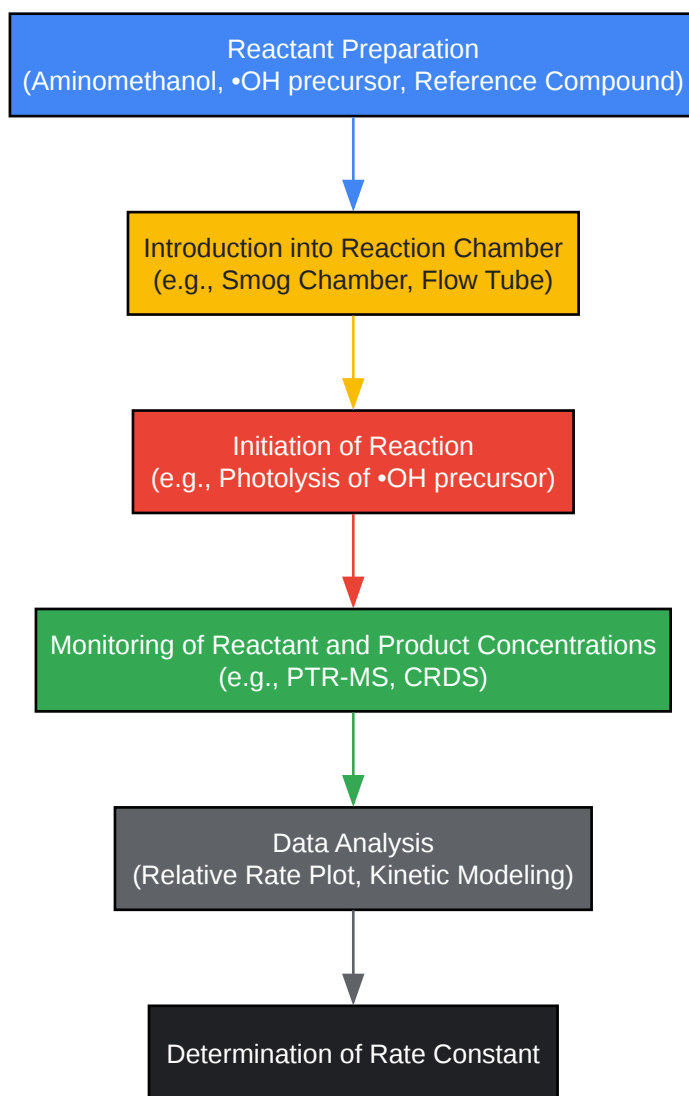 Reactant Preparation
(Aminomethanol, •OH precursor, Reference Compound)
Introduction into Reaction Chamber
(e.g., Smog Chamber, Flow Tube)
Initiation of Reaction
(e.g., Photolysis of •OH precursor)
Monitoring of Reactant and Product Concentrations
(e.g., PTR-MS, CRDS)
Data Analysis
(Relative Rate Plot, Kinetic Modeling)
Determination of Rate Constant